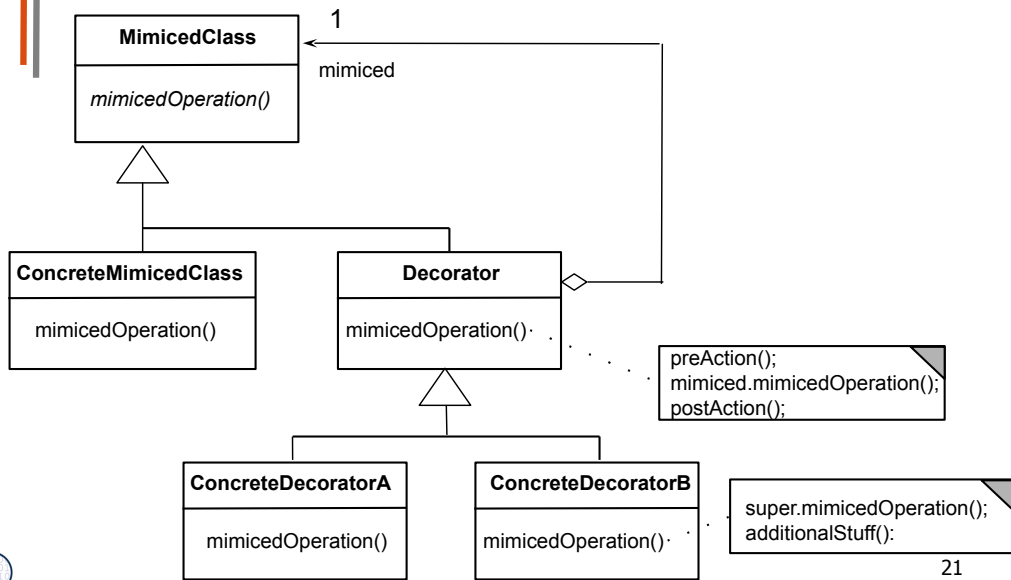 MimicedClass
1
mimiced
mimicedOperation()
ConcreteMimicedClass
mimicedOperation()
Decorator
mimicedOperation()
preAction();
mimiced.mimicedOperation();
postAction();
ConcreteDecoratorA
mimicedOperation()
ConcreteDecoratorB
mimicedOperation()
super.mimicedOperation();
additionalStuff():
21